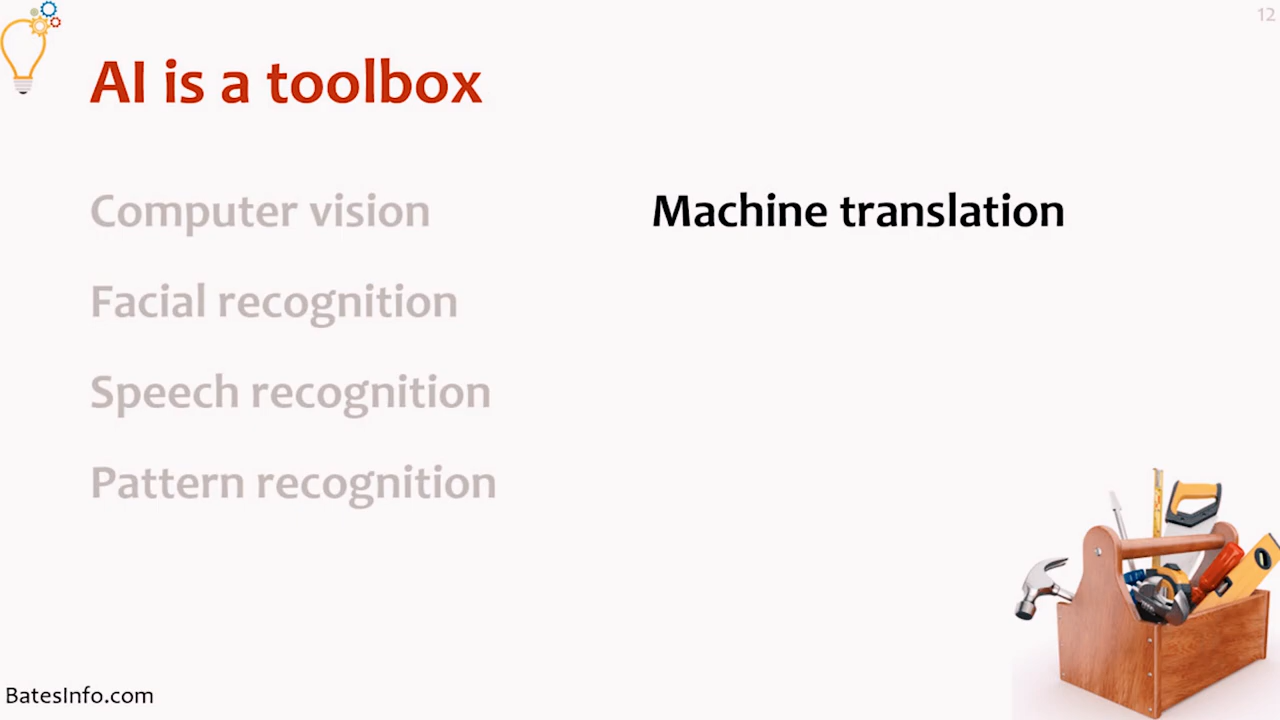 12
AI is a toolbox
Computer vision
Facial recognition
Speech recognition
Pattern recognition
Machine translation
BatesInfo.com